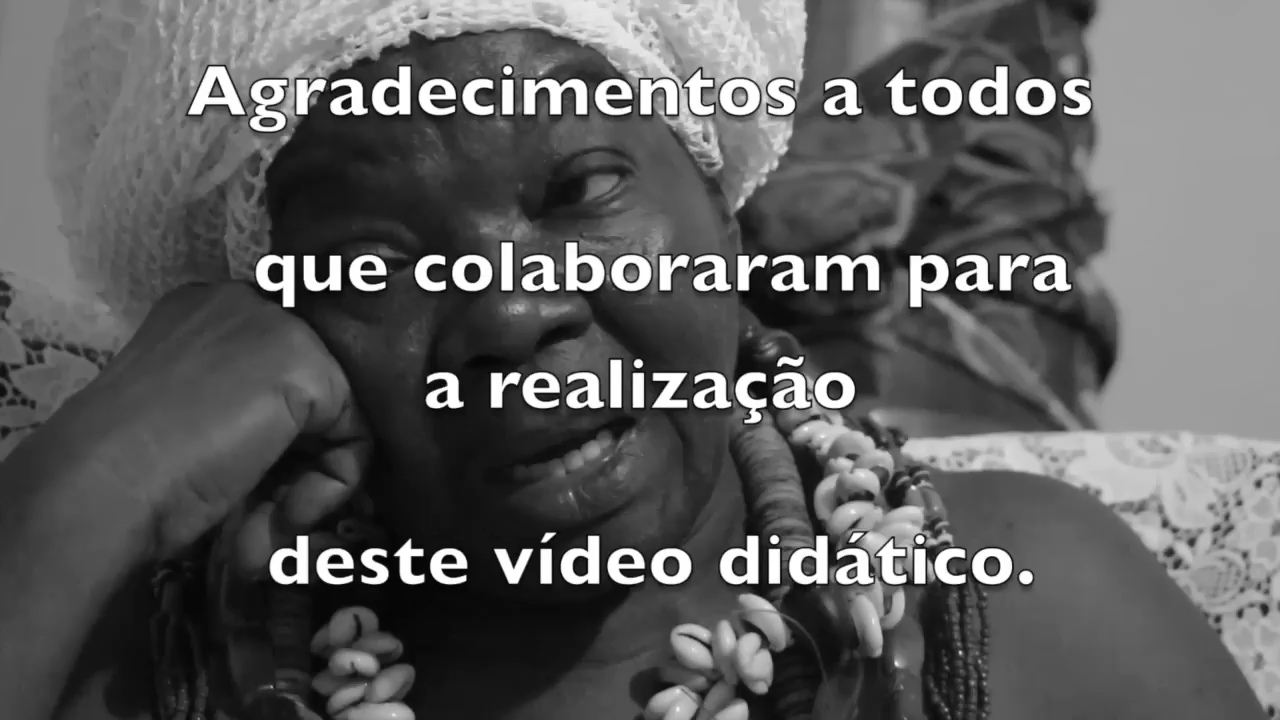 Agradecimentos a todos
que colaboraram para
a realização
deste vídeo didático.